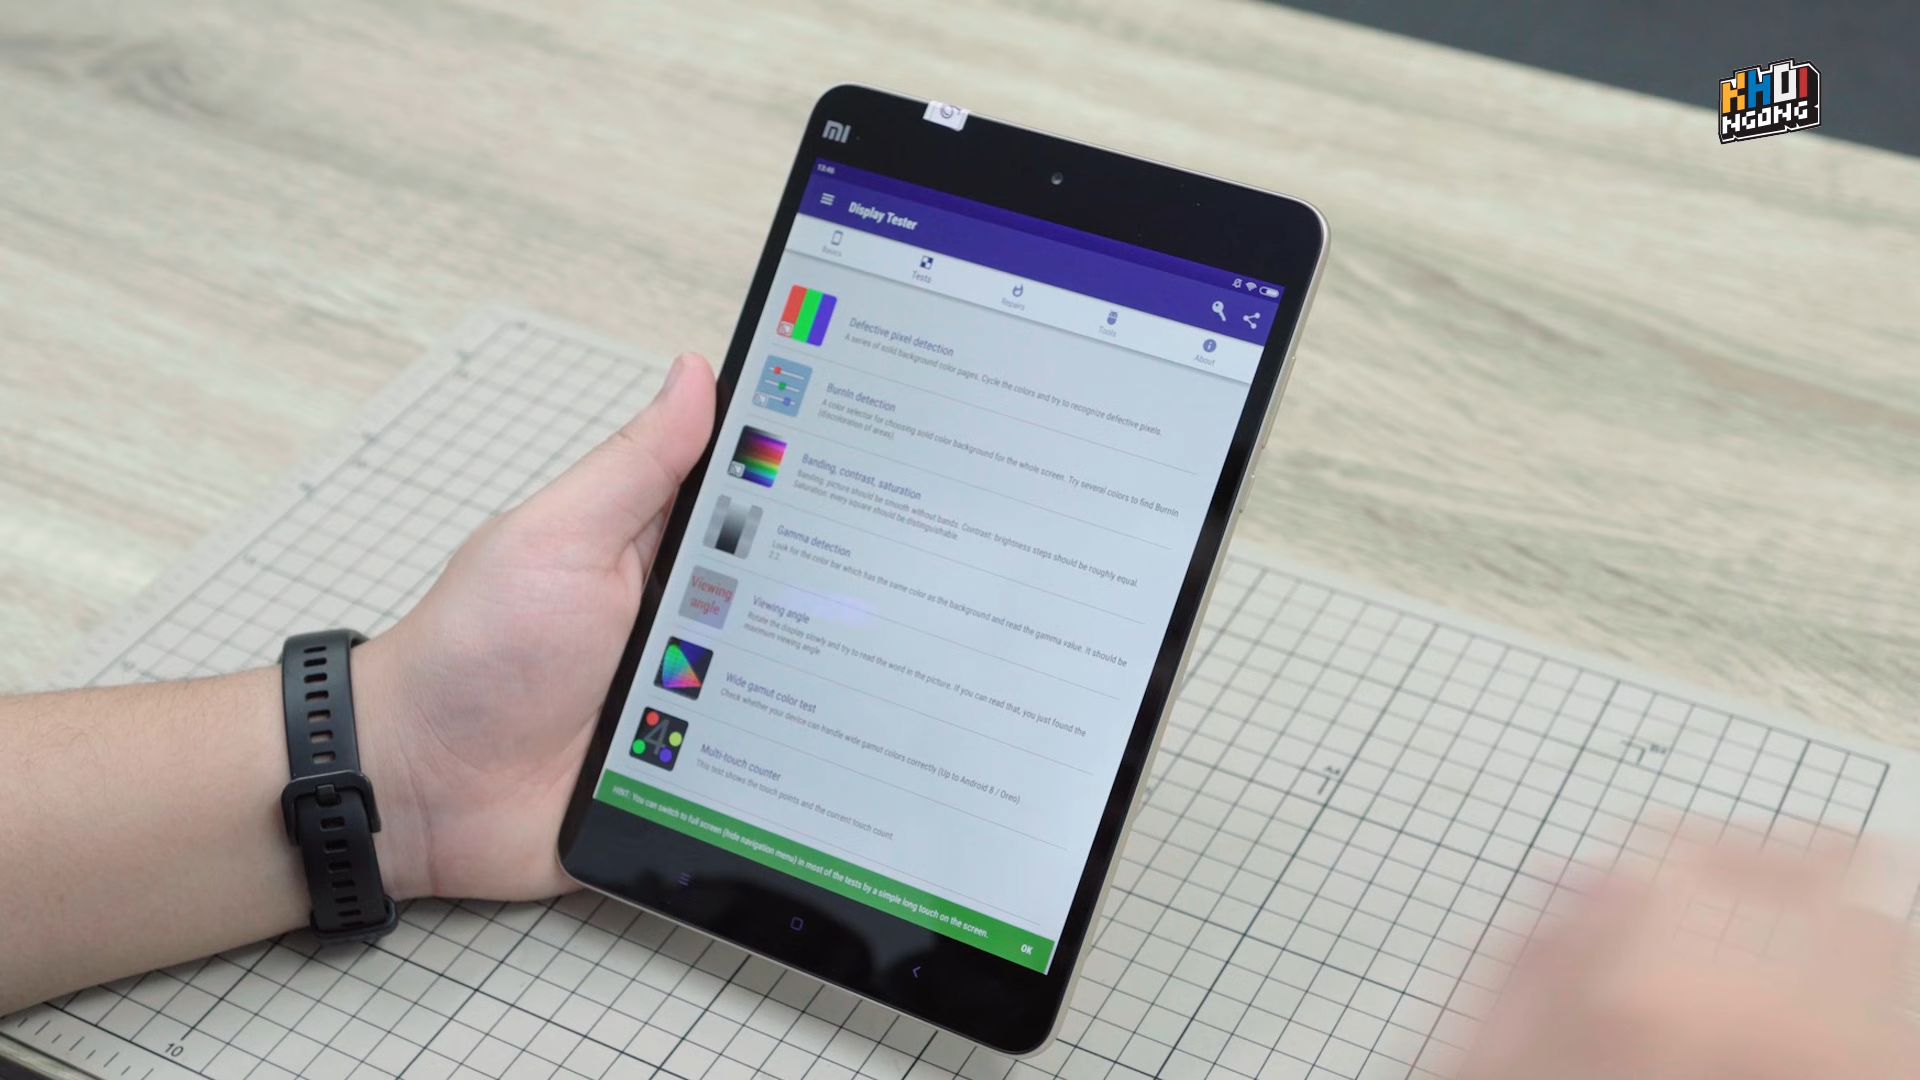 KHOI
NGONG
MI
13:46
Display Tester
Basics
Tests
Repairs
Tools
About
Defective pixel detection
A series of solid background color pages. Cycle the colors and try to recognize defective pixels.
BurnIn detection
A color selector for choosing solid color background for the whole screen. Try several colors to find BurnIn
(discoloration of areas).
Banding, contrast, saturation
Banding: picture should be smooth without bands. Contrast: brightness steps should be roughly equal.
Saturation: every square should be distinguishable.
Gamma detection
Look for the color bar which has the same color as the background and read the gamma value. It should be
2.2.
Viewing
angle
Viewing angle
Rotate the display slowly and try to read the word in the picture. If you can read that, you just found the
maximum viewing angle.
Wide gamut color test
Check whether your device can handle wide gamut colors correctly (Up to Android 8 / Oreo)
4
Multi-touch counter
This test shows the touch points and the current touch count.
HINT: You can switch to full screen (hide navigation menu) in most of the tests by a simple long touch on the screen.
OK
10